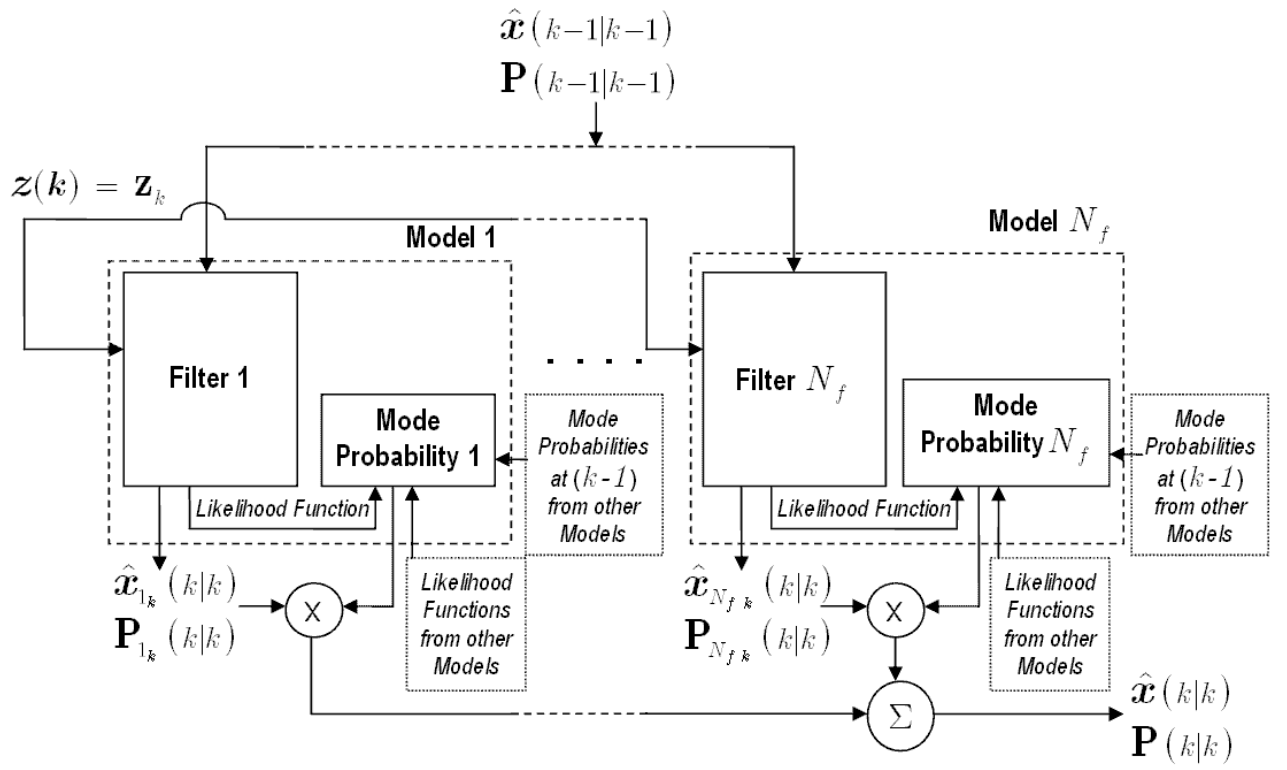 x̂(k−1|k−1)
P(k−1|k−1)
z(k) = z_k
Model 1
Model N_f
Filter 1
. . . .
Filter N_f
Mode
Probability 1
Mode
Probabilities
at (k-1)
from other
Models
Mode
Probability N_f
Mode
Probabilities
at (k-1)
from other
Models
Likelihood Function
Likelihood Function
x̂_{1_k}(k|k)
P_{1_k}(k|k)
X
Likelihood
Functions
from other
Models
x̂_{N_f k}(k|k)
P_{N_f k}(k|k)
X
Likelihood
Functions
from other
Models
Σ
x̂(k|k)
P(k|k)